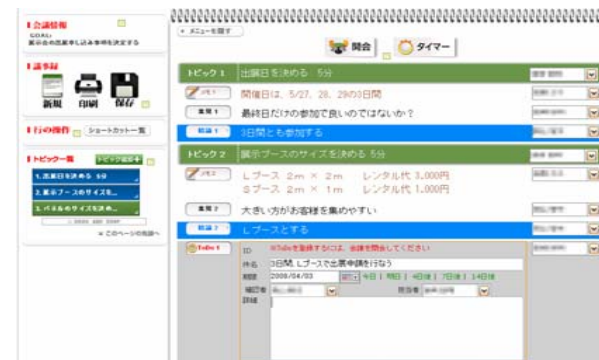 会議情報
GOAL:
展示会の出展申し込み事項を決定する
議事録
新規 印刷 保存
行の操作 ショートカット一覧
トピック一覧 トピック追加+
1.出展日を決める 5分
2.展示ブースのサイズを…
3.パネルのサイズを決め…
DRAG AND DROP
このページの先頭へ
メニューを隠す
開会 タイマー
トピック 1 出展日を決める 5分
メモ 1 開催日は、5/27, 28, 29の3日間
意見 1 最終日だけの参加で良いのではないか？
結論 1 3日間とも参加する
トピック 2 展示ブースのサイズを決める 5分
メモ 2 Lブース 2m × 2m レンタル代 3,000円
Sブース 2m × 1m レンタル代 1,000円
意見 2 大きい方がお客様を集めやすい
結論 2 Lブースとする
ToDo 1 ID ※ToDoを登録するには、会議を開会してください
件名 3日間、Lブースで出展申請を行なう
期限 2008/04/03 今日 | 明日 | 4日後 | 7日後 | 14日後
確認者 担当者
詳細